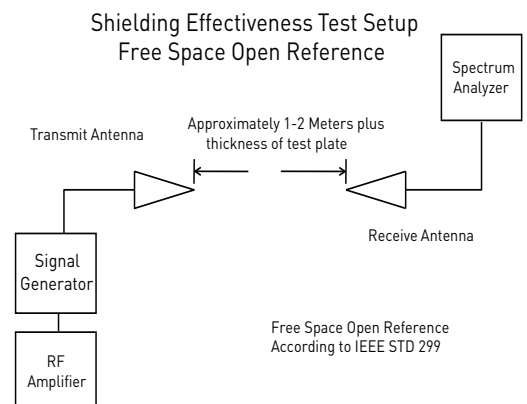 Shielding Effectiveness Test Setup
Free Space Open Reference
Spectrum
Analyzer
Transmit Antenna
Approximately 1-2 Meters plus
thickness of test plate
Receive Antenna
Signal
Generator
Free Space Open Reference
According to IEEE STD 299
RF
Amplifier